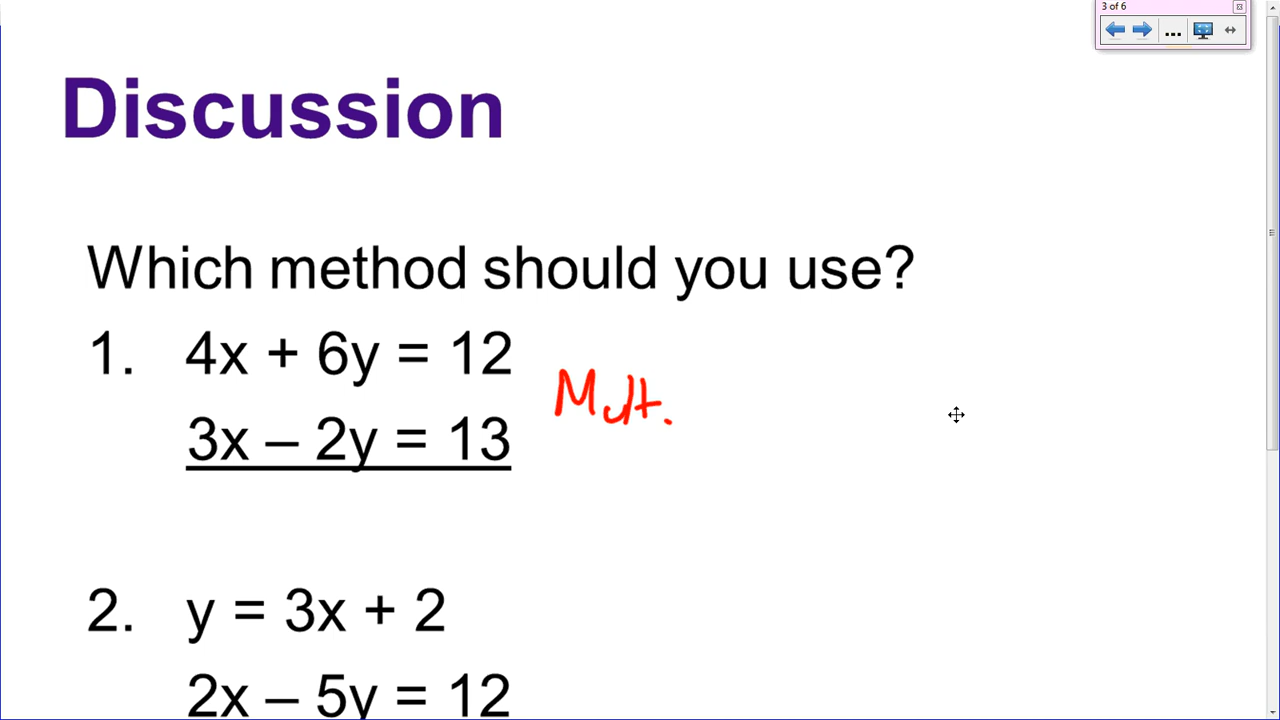 3 of 6
Discussion
Which method should you use?
1. 4x + 6y = 12
Mult.
3x – 2y = 13
2. y = 3x + 2
2x – 5y = 12